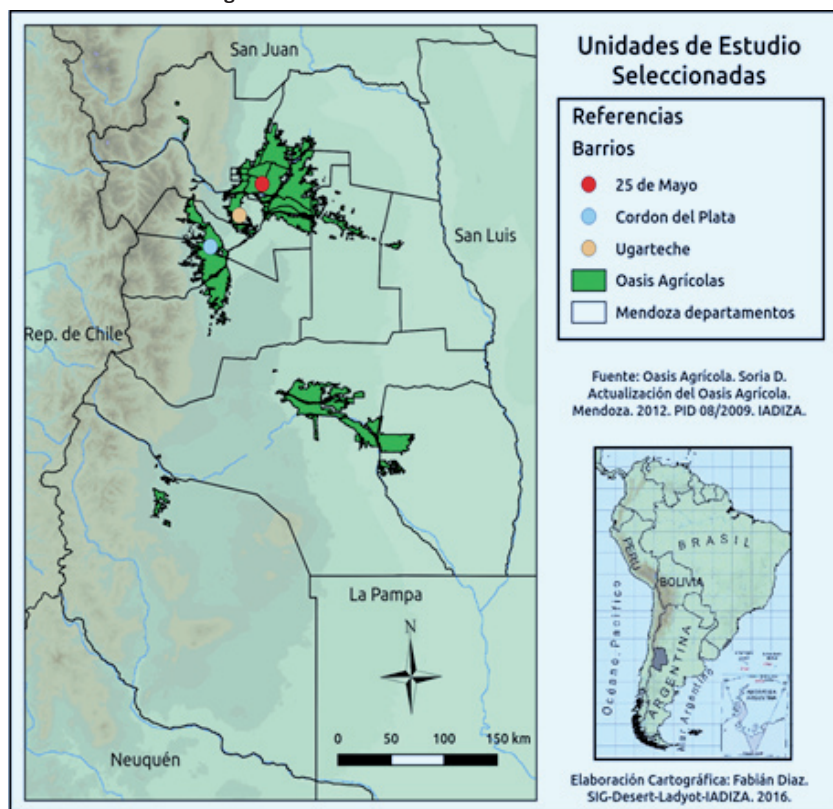 San Juan
San Luis
Rep. de Chile
La Pampa
N
0 50 100 150 km
Neuquén
Unidades de Estudio
Seleccionadas
Referencias
Barrios
25 de Mayo
Cordon del Plata
Ugarteche
Oasis Agrícolas
Mendoza departamentos
Fuente: Oasis Agrícola. Soria D.
Actualización del Oasis Agrícola.
Mendoza. 2012. PID 08/2009. IADIZA.
BRASIL
PERU
BOLIVIA
Océano Pacífico
ARGENTINA
Mar Argentino
Elaboración Cartográfica: Fabián Diaz.
SIG-Desert-Ladyot-IADIZA. 2016.